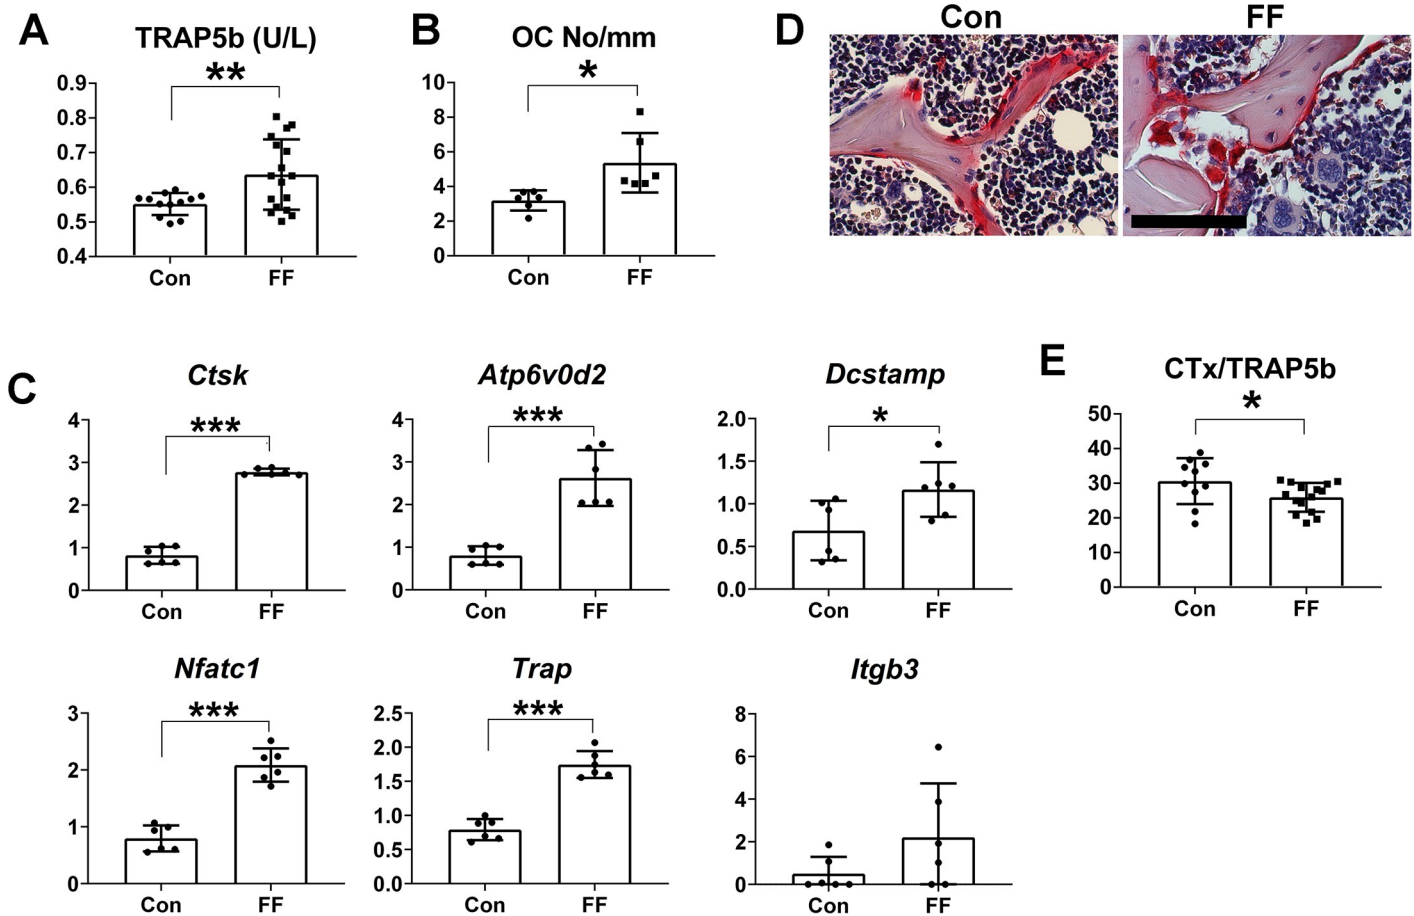 A
TRAP5b (U/L)
**
0.9
0.8
0.7
0.6
0.5
0.4
Con
FF
B
OC No/mm
*
10
8
6
4
2
0
Con
FF
D
Con
FF
C
Ctsk
***
4
3
2
1
0
Con
FF
Atp6v0d2
***
4
3
2
1
0
Con
FF
Dcstamp
*
2.0
1.5
1.0
0.5
0.0
Con
FF
E
CTx/TRAP5b
*
50
40
30
20
10
0
Con
FF
Nfatc1
***
3
2
1
0
Con
FF
Trap
***
2.5
2.0
1.5
1.0
0.5
0.0
Con
FF
Itgb3
8
6
4
2
0
Con
FF